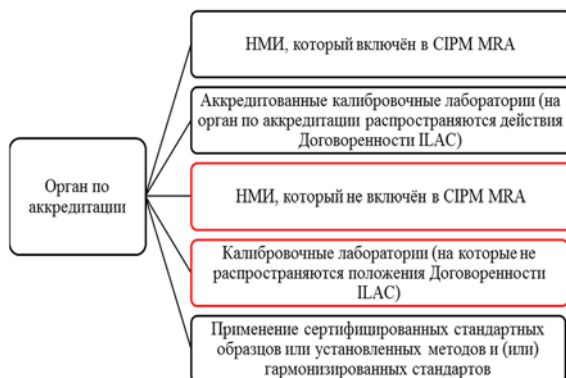 НМИ, который включён в CIPM MRA
Аккредитованные калибровочные лаборатории (на
орган по аккредитации распространяются действия
Договоренности ILAC)
Орган по
аккредитации
НМИ, который не включён в CIPM MRA
Калибровочные лаборатории (на которые не
распространяются положения Договоренности
ILAC)
Применение сертифицированных стандартных
образцов или установленных методов и (или)
гармонизированных стандартов